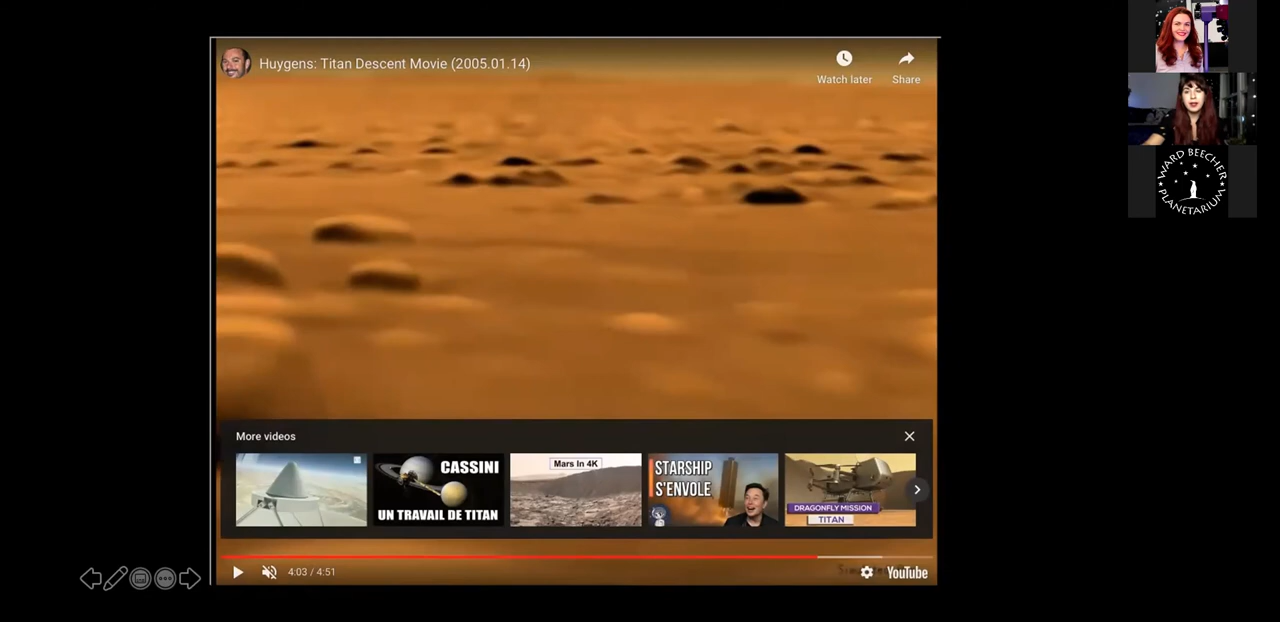 Huygens: Titan Descent Movie (2005.01.14)
Watch later
Share
WARD BEECHER
PLANETARIUM
More videos
CASSINI
UN TRAVAIL DE TITAN
Mars In 4K
STARSHIP
S'ENVOLE
DRAGONFLY MISSION
TITAN
4:03 / 4:51
YouTube